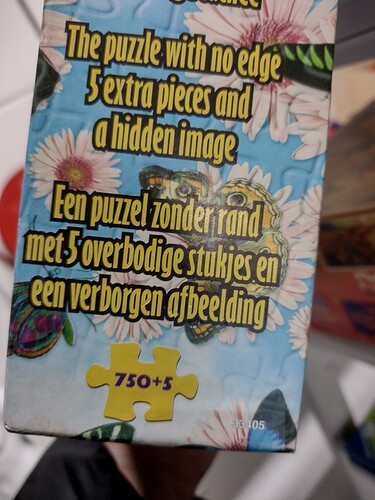 The puzzle with no edge
5 extra pieces and
a hidden image
Een puzzel zonder rand
met 5 overbodige stukjes en
een verborgen afbeelding
750+5